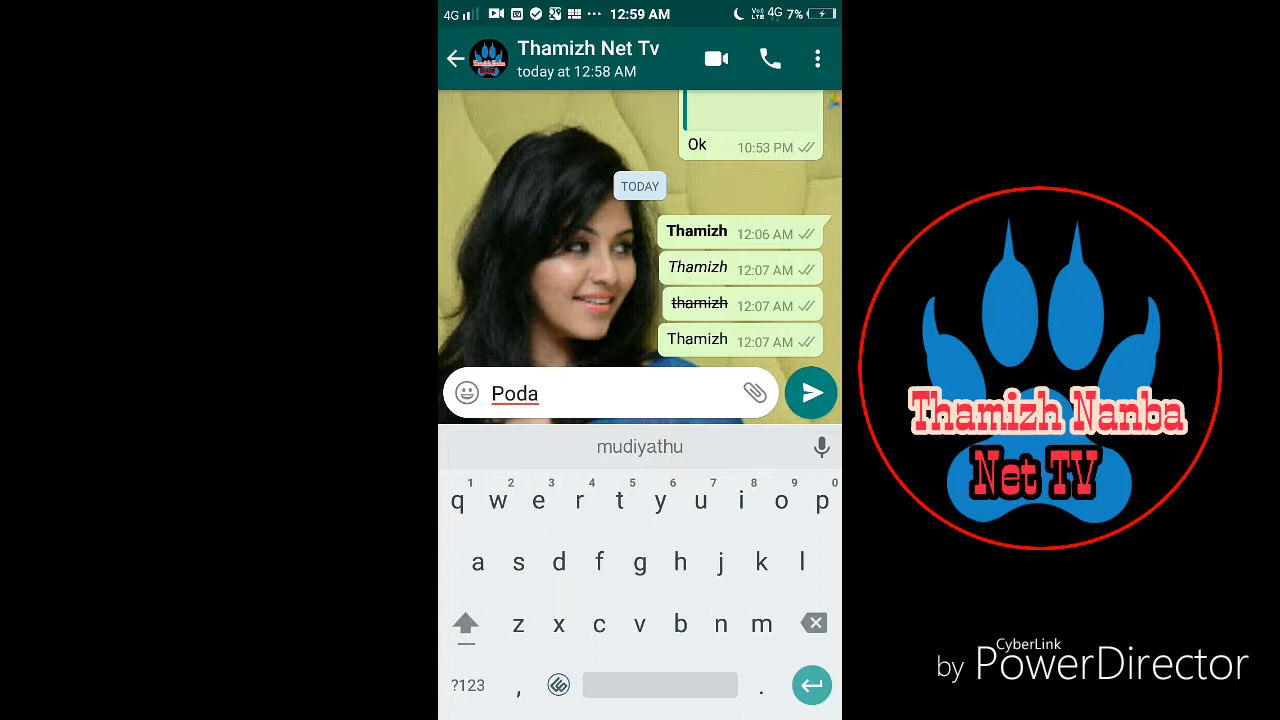 4G 12:59 AM VoLTE 4G 7%
Thamizh Net Tv
today at 12:58 AM
Ok 10:53 PM
TODAY
Thamizh 12:06 AM
Thamizh 12:07 AM
thamizh 12:07 AM
Thamizh 12:07 AM
Poda
mudiyathu
1 2 3 4 5 6 7 8 9 0
q w e r t y u i o p
a s d f g h j k l
z x c v b n m
?123 , .
Thamizh Nanba
Net TV
CyberLink
by PowerDirector